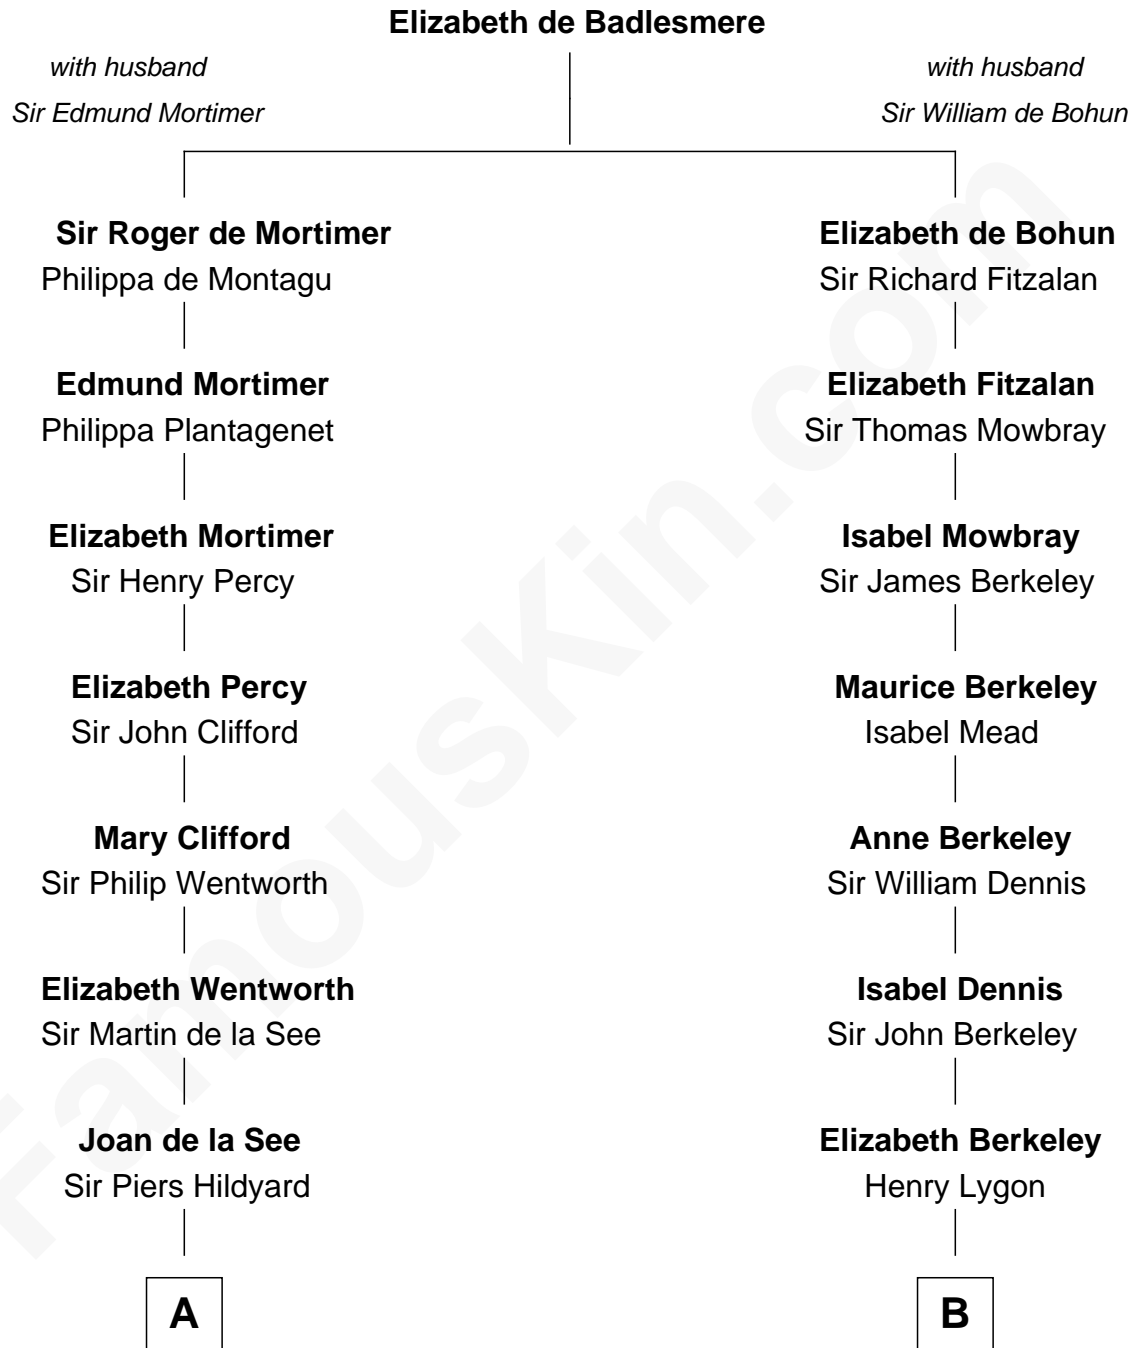 Elizabeth de Badlesmere
with husband
Sir Edmund Mortimer
with husband
Sir William de Bohun
Sir Roger de Mortimer
Philippa de Montagu
Elizabeth de Bohun
Sir Richard Fitzalan
Edmund Mortimer
Philippa Plantagenet
Elizabeth Fitzalan
Sir Thomas Mowbray
Elizabeth Mortimer
Sir Henry Percy
Isabel Mowbray
Sir James Berkeley
Elizabeth Percy
Sir John Clifford
Maurice Berkeley
Isabel Mead
Mary Clifford
Sir Philip Wentworth
Anne Berkeley
Sir William Dennis
Elizabeth Wentworth
Sir Martin de la See
Isabel Dennis
Sir John Berkeley
Joan de la See
Sir Piers Hildyard
Elizabeth Berkeley
Henry Lygon
A
B
FamousKin.com